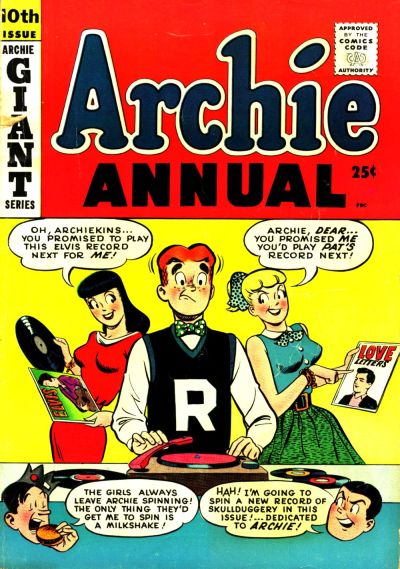 10th
ISSUE
ARCHIE
GIANT
SERIES
APPROVED
BY THE
COMICS
CODE
AUTHORITY
Archie
ANNUAL
25¢
OH, ARCHIEKINS...
YOU PROMISED TO PLAY
THIS ELVIS RECORD
NEXT FOR ME!
ARCHIE, DEAR...
YOU PROMISED ME
YOU'D PLAY PAT'S
RECORD NEXT!
ELVIS
LOVE
LETTERS
R
THE GIRLS ALWAYS
LEAVE ARCHIE SPINNING!
THE ONLY THING THEY'D
GET ME TO SPIN IS
A MILKSHAKE!
HAH! I'M GOING TO
SPIN A NEW RECORD OF
SKULLDUGGERY IN THIS
ISSUE!...DEDICATED
TO ARCHIE!